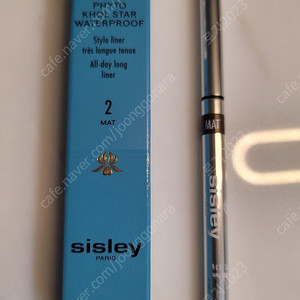 PHYTO
KHOL STAR
WATERPROOF
Stylo liner
très longue tenue
All-day long
liner
2
MAT
sisley
PARIS
MAT
sisley
cafe.naver.com/joonggonara